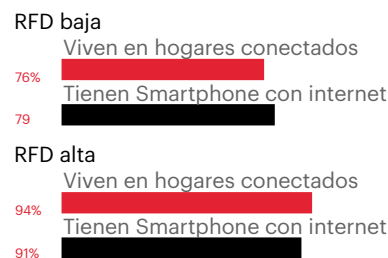 RFD baja
Viven en hogares conectados
76%
Tienen Smartphone con internet
79
RFD alta
Viven en hogares conectados
94%
Tienen Smartphone con internet
91%